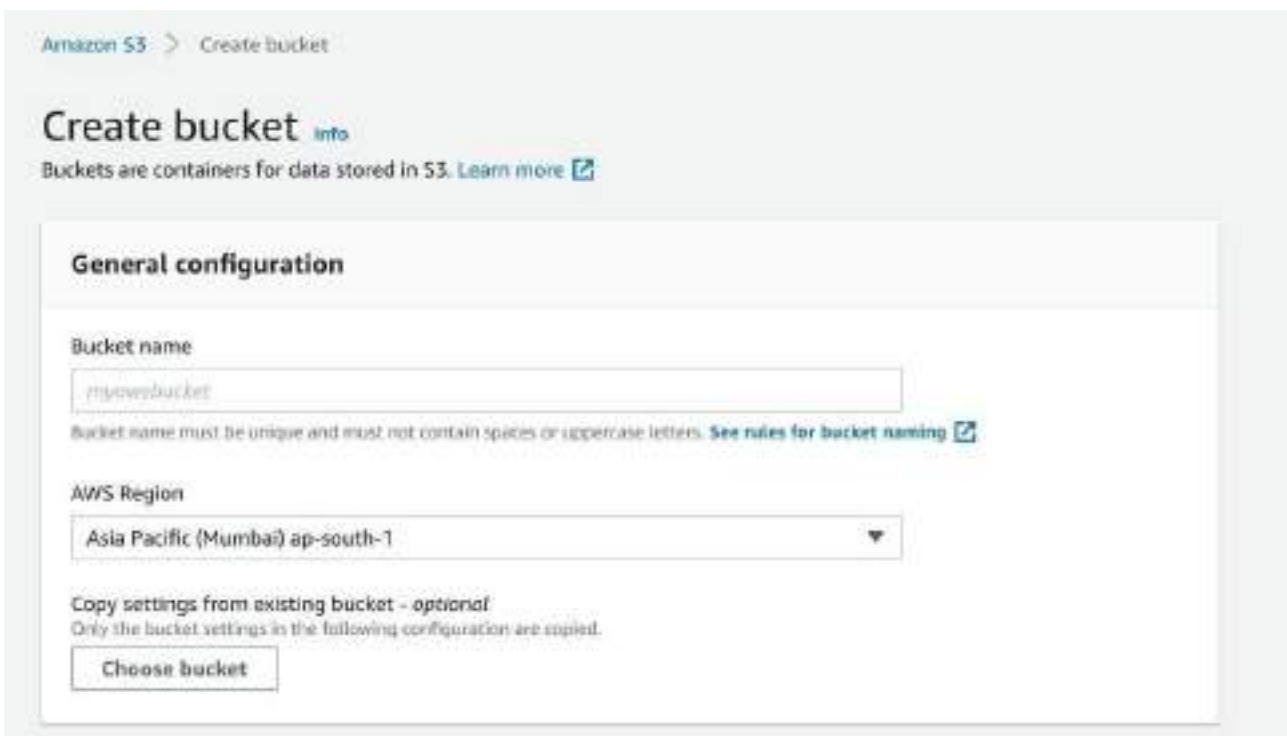 Amazon S3 > Create bucket
Create bucket Info
Buckets are containers for data stored in S3. Learn more
General configuration
Bucket name
myawsbucket
Bucket name must be unique and must not contain spaces or uppercase letters. See rules for bucket naming
AWS Region
Asia Pacific (Mumbai) ap-south-1
Copy settings from existing bucket - optional
Only the bucket settings in the following configuration are copied.
Choose bucket